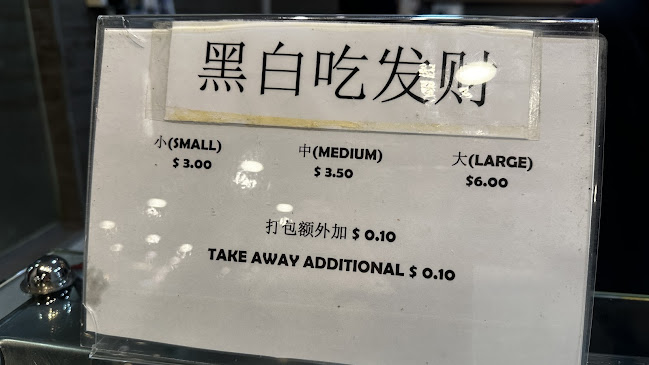 黑白吃发财
小(SMALL) 中(MEDIUM) 大(LARGE)
$ 3.00 $ 3.50 $6.00
打包额外加 $ 0.10
TAKE AWAY ADDITIONAL $ 0.10